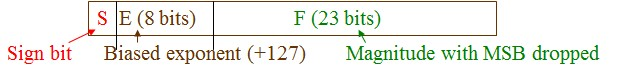 S E (8 bits) F (23 bits)
Sign bit Biased exponent (+127) Magnitude with MSB dropped